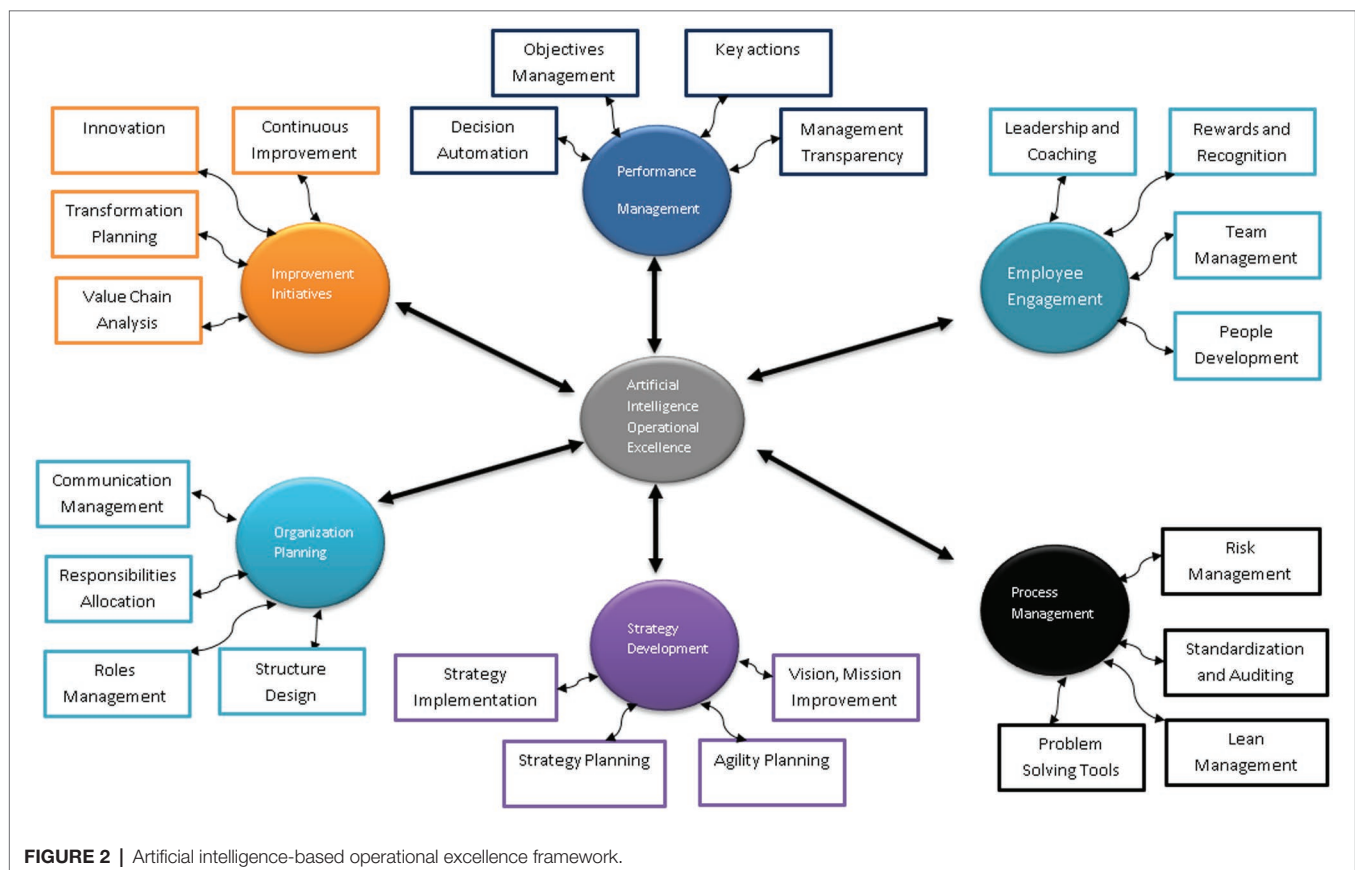 Objectives
Management
Key actions
Innovation
Continuous
Improvement
Decision
Automation
Management
Transparency
Leadership and
Coaching
Rewards and
Recognition
Performance
Management
Transformation
Planning
Team
Management
Improvement
Initiatives
Employee
Engagement
Value Chain
Analysis
People
Development
Artificial
Intelligence
Operational
Excellence
Communication
Management
Organization
Planning
Risk
Management
Responsibilities
Allocation
Process
Management
Strategy
Development
Standardization
and Auditing
Roles
Management
Structure
Design
Strategy
Implementation
Vision, Mission
Improvement
Problem
Solving Tools
Lean
Management
Strategy Planning
Agility Planning
FIGURE 2 | Artificial intelligence-based operational excellence framework.